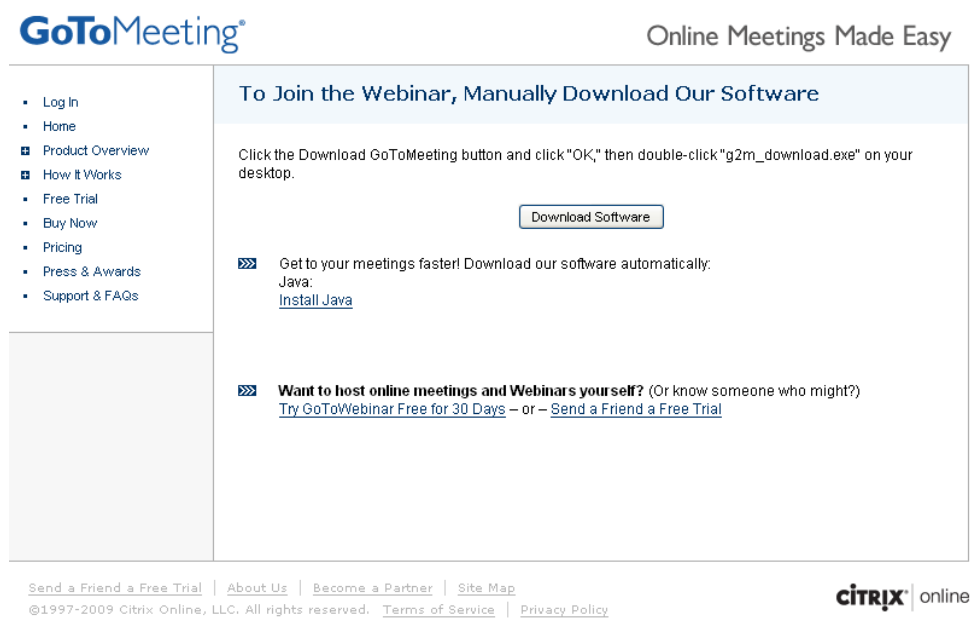 GoToMeeting®
Online Meetings Made Easy
Log In
Home
Product Overview
How It Works
Free Trial
Buy Now
Pricing
Press & Awards
Support & FAQs
To Join the Webinar, Manually Download Our Software
Click the Download GoToMeeting button and click "OK," then double-click "g2m_download.exe" on your
desktop.
Download Software
Get to your meetings faster! Download our software automatically:
Java:
Install Java
Want to host online meetings and Webinars yourself? (Or know someone who might?)
Try GoToWebinar Free for 30 Days – or – Send a Friend a Free Trial
Send a Friend a Free Trial | About Us | Become a Partner | Site Map
©1997-2009 Citrix Online, LLC. All rights reserved. Terms of Service | Privacy Policy
CITRIX® online